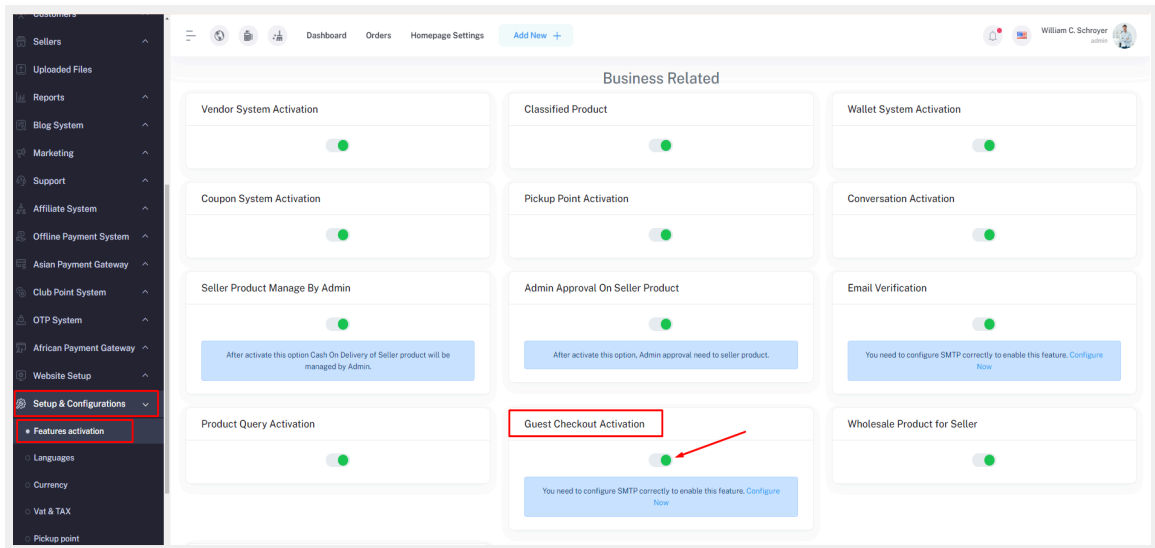 Customers
Sellers
Uploaded Files
Reports
Blog System
Marketing
Support
Affiliate System
Offline Payment System
Asian Payment Gateway
Club Point System
OTP System
African Payment Gateway
Website Setup
Setup & Configurations
Features activation
Languages
Currency
Vat & TAX
Pickup point
Dashboard
Orders
Homepage Settings
Add New +
William C. Schroyer
admin
Business Related
Vendor System Activation
Classified Product
Wallet System Activation
Coupon System Activation
Pickup Point Activation
Conversation Activation
Seller Product Manage By Admin
After activate this option Cash On Delivery of Seller product will be
managed by Admin.
Admin Approval On Seller Product
After activate this option, Admin approval need to seller product.
Email Verification
You need to configure SMTP correctly to enable this feature. Configure
Now
Product Query Activation
Guest Checkout Activation
You need to configure SMTP correctly to enable this feature. Configure
Now
Wholesale Product for Seller